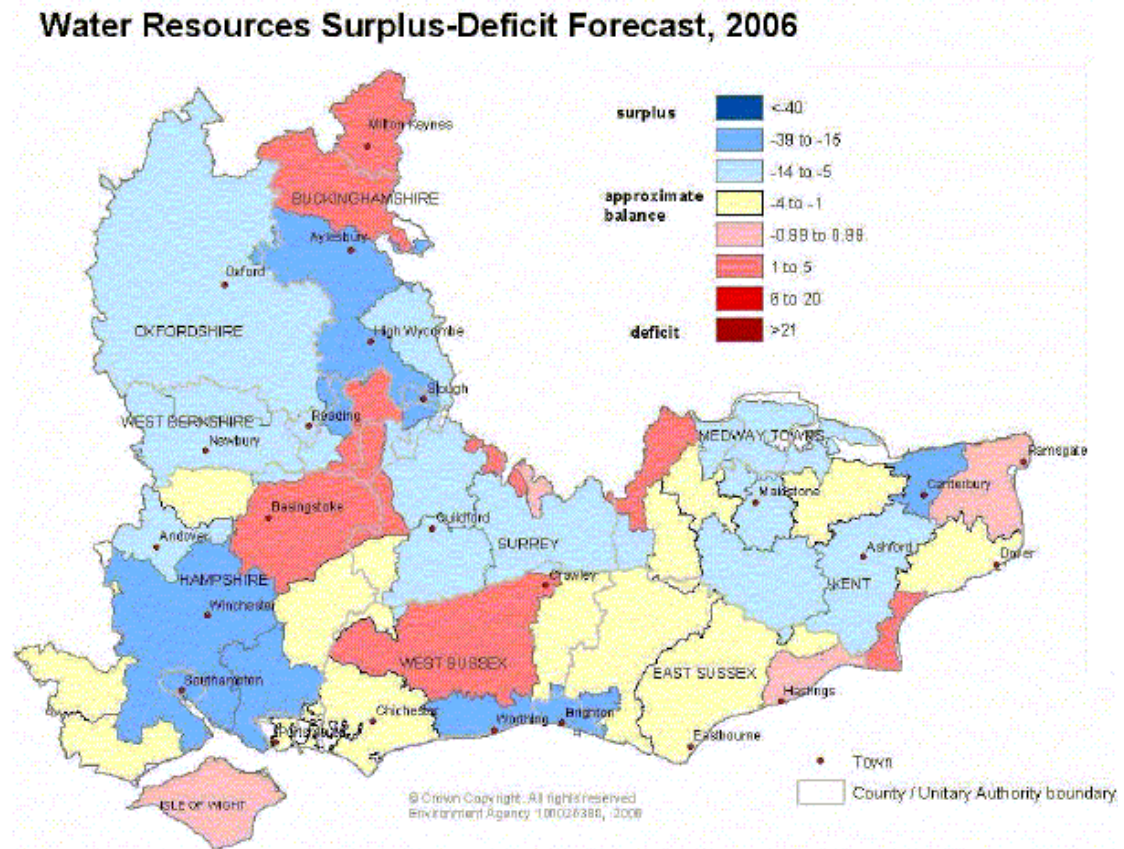 Water Resources Surplus-Deficit Forecast, 2006
surplus
<-40
-39 to -15
-14 to -5
approximate
balance
-4 to -1
-0.99 to 0.99
1 to 5
6 to 20
deficit
>21
Milton Keynes
BUCKINGHAMSHIRE
Aylesbury
Oxford
OXFORDSHIRE
High Wycombe
Slough
WEST BERKSHIRE
Reading
Newbury
MEDWAY TOWNS
Ramsgate
Canterbury
Maidstone
Basingstoke
Guildford
Andover
SURREY
Ashford
Dover
HAMPSHIRE
Crawley
KENT
Winchester
WEST SUSSEX
EAST SUSSEX
Southampton
Hastings
Chichester
Worthing
Brighton
Portsmouth
Eastbourne
ISLE OF WIGHT
Town
County / Unitary Authority boundary
© Crown Copyright. All rights reserved
Environment Agency 100026380, 2006